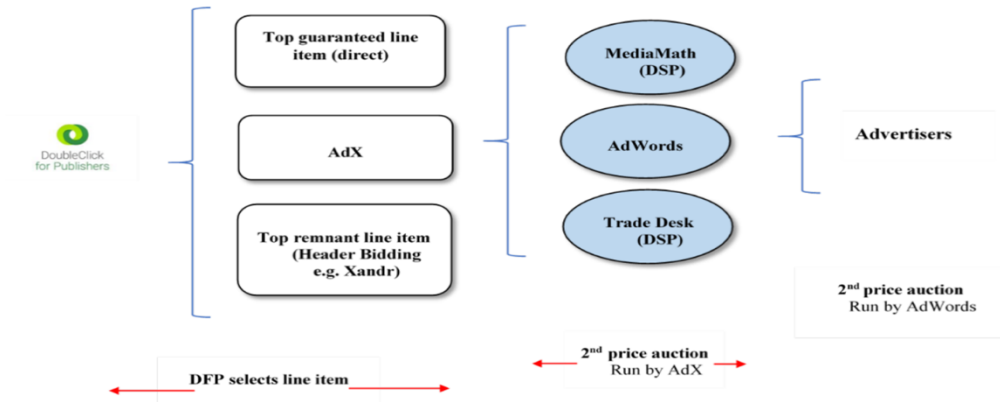 DoubleClick
for Publishers
Top guaranteed line
item (direct)
AdX
Top remnant line item
(Header Bidding
e.g. Xandr)
MediaMath
(DSP)
AdWords
Trade Desk
(DSP)
Advertisers
2nd price auction
Run by AdWords
2nd price auction
Run by AdX
DFP selects line item